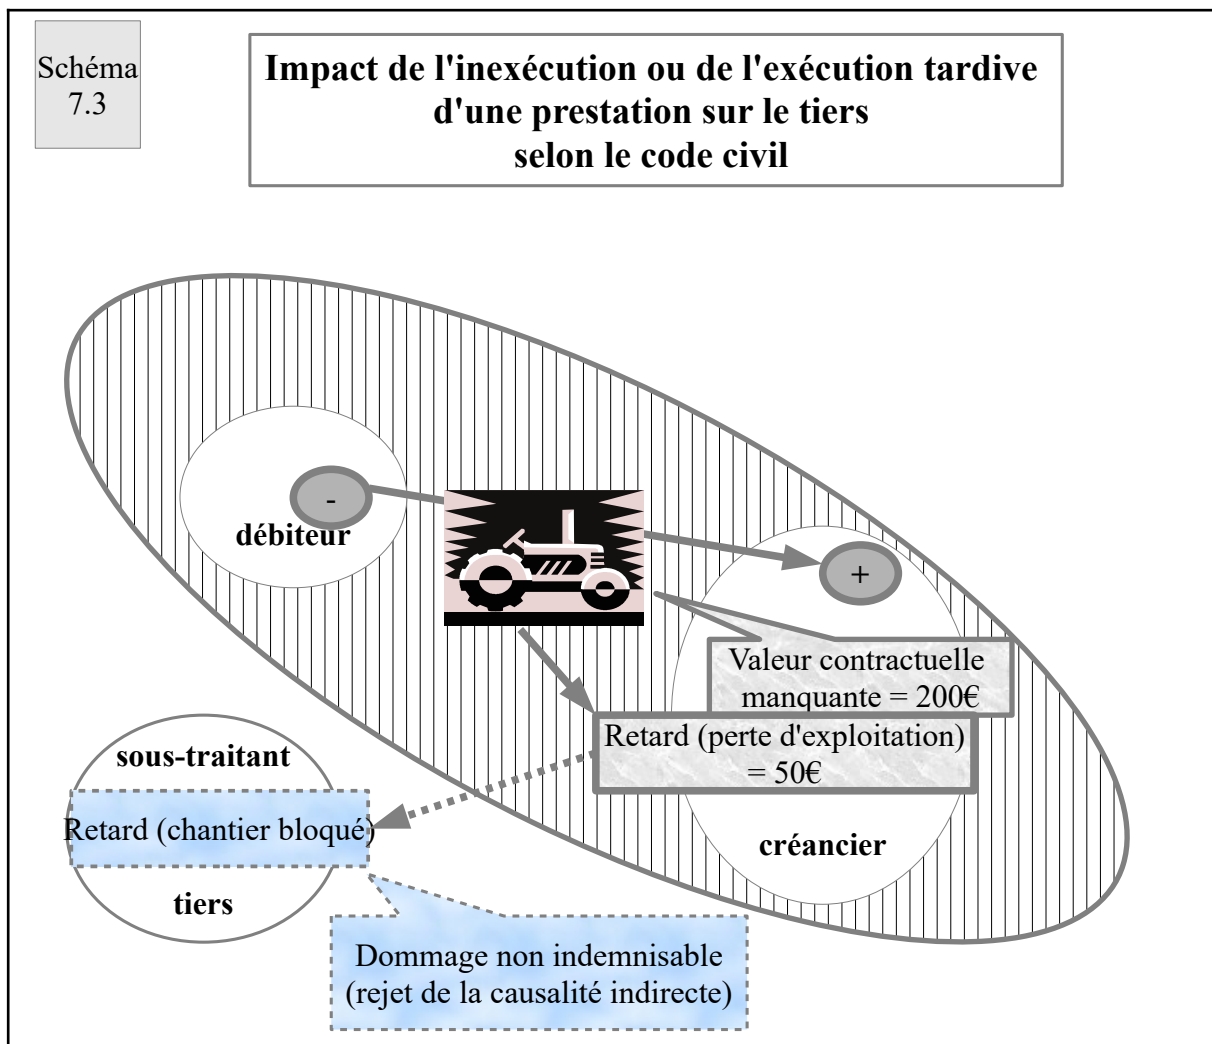 Schéma
7.3
Impact de l'inexécution ou de l'exécution tardive
d'une prestation sur le tiers
selon le code civil
-
débiteur
+
Valeur contractuelle
manquante = 200€
Retard (perte d'exploitation)
= 50€
sous-traitant
Retard (chantier bloqué)
créancier
tiers
Dommage non indemnisable
(rejet de la causalité indirecte)